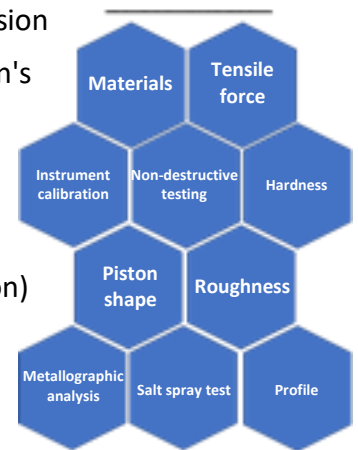 Materials
Tensile
force
Instrument
calibration
Non-destructive
testing
Hardness
Piston
shape
Roughness
Metallographic
analysis
Salt spray test
Profile